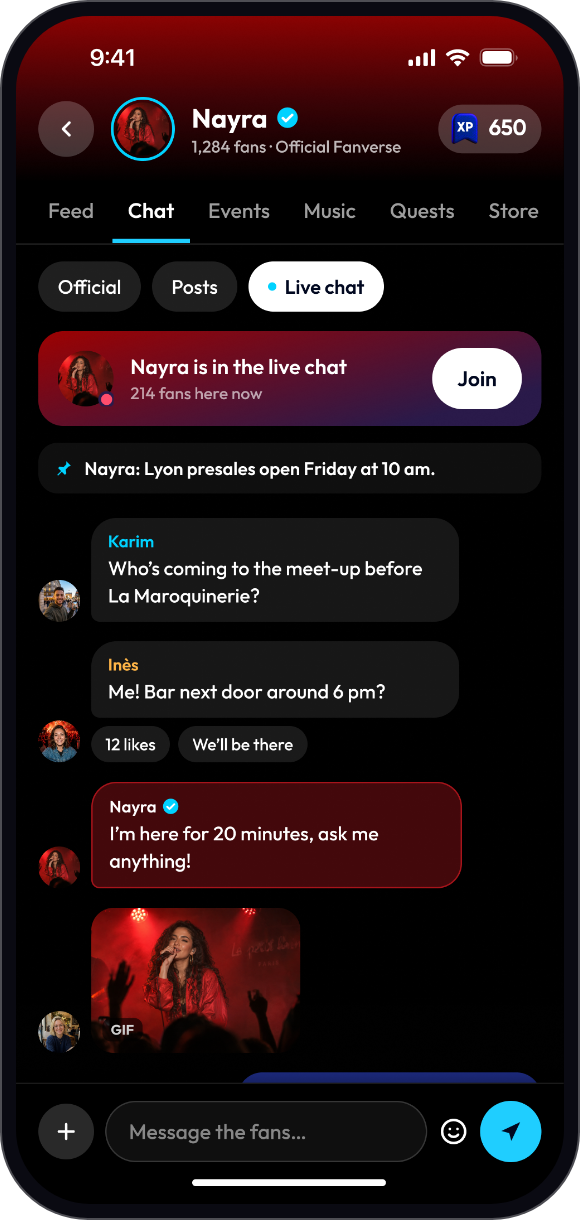 9:41
Nayra
1,284 fans · Official Fanverse
XP 650
Feed Chat Events Music Quests Store
Official Posts Live chat
Nayra is in the live chat
214 fans here now
Join
Nayra: Lyon presales open Friday at 10 am.
Karim
Who’s coming to the meet-up before
La Maroquinerie?
Inès
Me! Bar next door around 6 pm?
12 likes We’ll be there
Nayra
I’m here for 20 minutes, ask me
anything!
GIF
Message the fans…